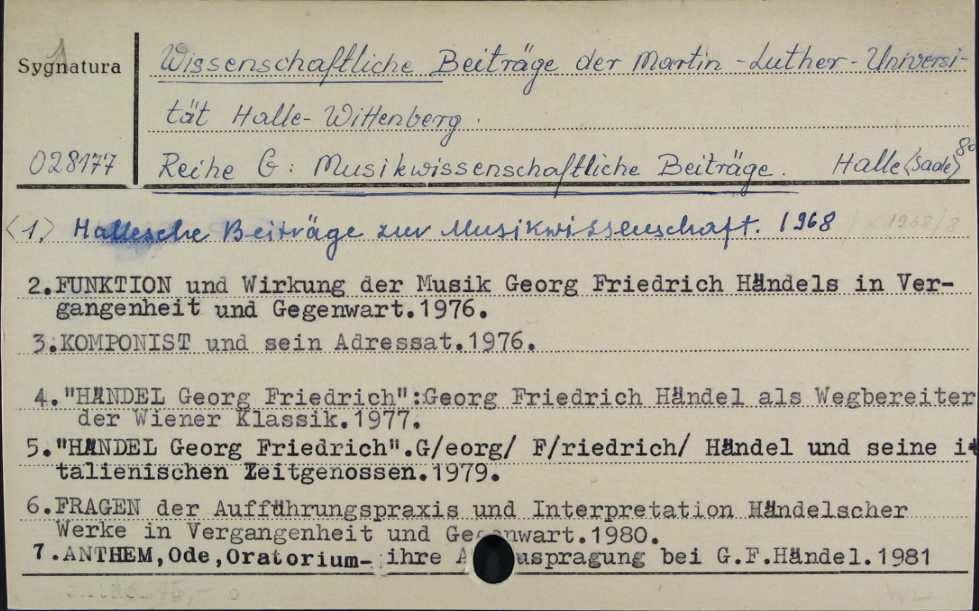 Sygnatura
028177
Wissenschaftliche Beiträge der Martin-Luther-Universi-
tät Halle-Wittenberg.
Reihe G: Musikwissenschaftliche Beiträge. Halle (Saale) 8°
<1.> Hallesche Beiträge zur Musikwissenschaft. 1968
2.FUNKTION und Wirkung der Musik Georg Friedrich Händels in Ver-
gangenheit und Gegenwart.1976.
3.KOMPONIST und sein Adressat.1976.
4."HÄNDEL Georg Friedrich":Georg Friedrich Händel als Wegbereiter
der Wiener Klassik.1977.
5."HÄNDEL Georg Friedrich".G/eorg/ F/riedrich/ Händel und seine it
talienischen Zeitgenossen.1979.
6.FRAGEN der Aufführungspraxis und Interpretation Händelscher
Werke in Vergangenheit und Gegenwart.1980.
7.ANTHEM,Ode,Oratorium- ihre uspragung bei G.F.Händel.1981